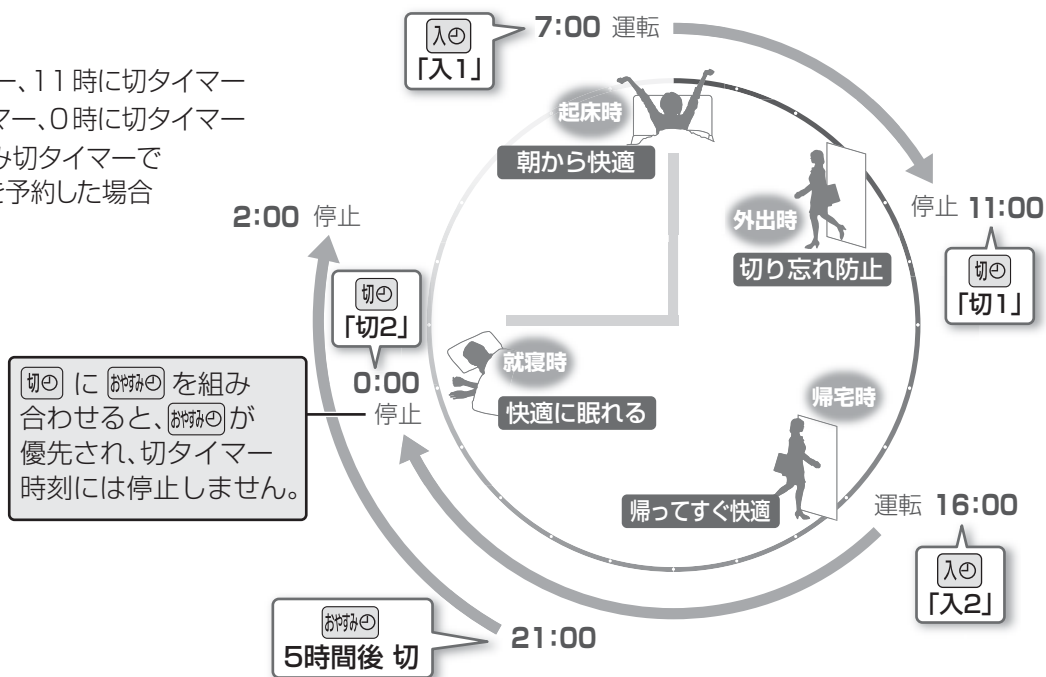 ー、11時に切タイマー
マー、0時に切タイマー
み切タイマーで
を予約した場合
入
「入1」
7:00 運転
起床時
朝から快適
停止 11:00
切
「切1」
外出時
切り忘れ防止
2:00 停止
切
「切2」
0:00
停止
就寝時
快適に眠れる
切 に おやすみ を組み
合わせると、おやすみ が
優先され、切タイマー
時刻には停止しません。
帰宅時
帰ってすぐ快適
運転 16:00
入
「入2」
おやすみ
5時間後 切
21:00